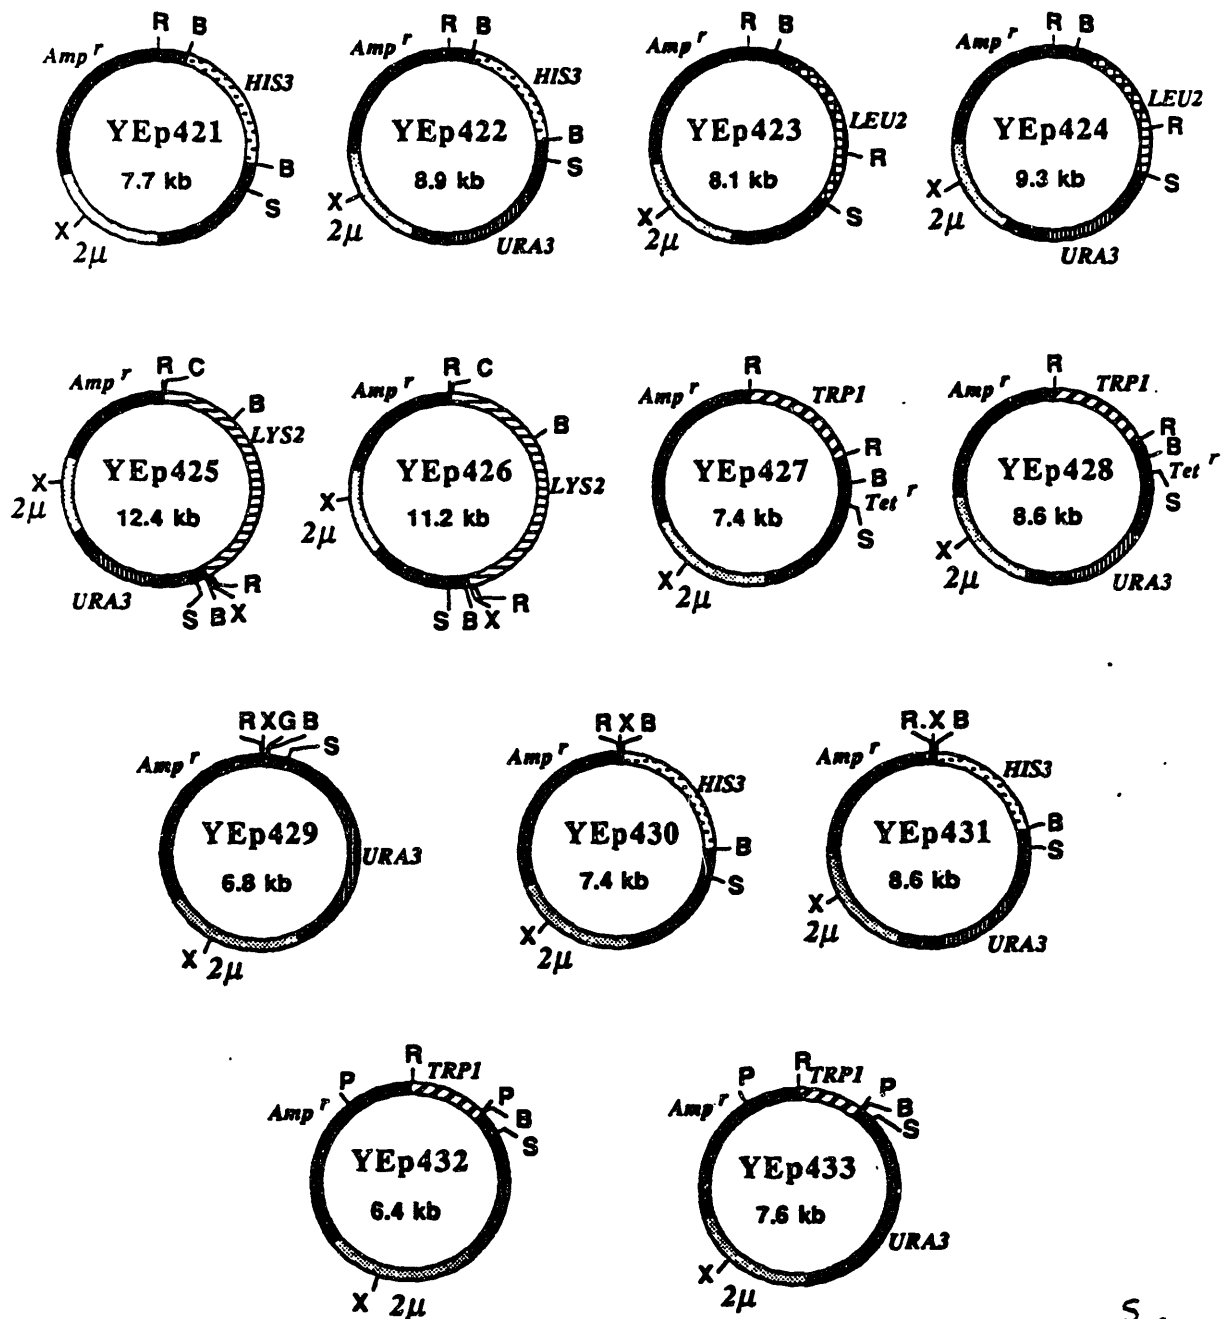 R B R B R B R B
Amp r Amp r Amp r Amp r
HIS3 HIS3 LEU2 LEU2
YEp421 YEp422 YEp423 YEp424
7.7 kb 8.9 kb 8.1 kb 9.3 kb
B S B S R S R S
X 2μ X 2μ X 2μ X 2μ
URA3 URA3
R C R C R R
Amp r Amp r Amp r TRP1 Amp r TRP1
B B R R
LYS2 LYS2 B B
YEp425 YEp426 YEp427 YEp428
Tet r Tet r
12.4 kb 11.2 kb 7.4 kb 8.6 kb
X 2μ X 2μ S S
X 2μ X 2μ
URA3 URA3
R R
S B X S B X
R X G B S R X B R X B
Amp r Amp r Amp r
HIS3 HIS3
YEp429 YEp430 YEp431
URA3 B B
6.8 kb 7.4 kb 8.6 kb
S S
X 2μ X 2μ X 2μ
URA3
R TRP1 R TRP1
P P B S P P B S
Amp r Amp r
YEp432 YEp433
6.4 kb 7.6 kb
URA3
X 2μ X 2μ
S